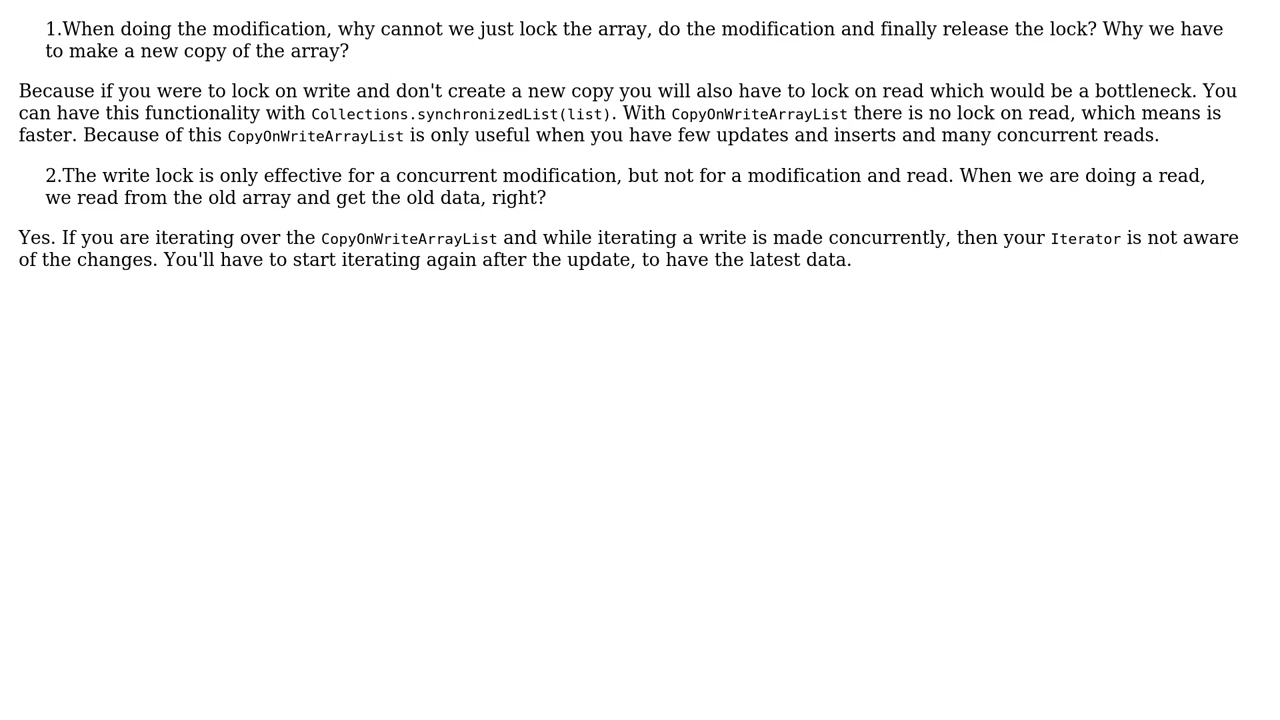 1.When doing the modification, why cannot we just lock the array, do the modification and finally release the lock? Why we have
to make a new copy of the array?
Because if you were to lock on write and don't create a new copy you will also have to lock on read which would be a bottleneck. You
can have this functionality with Collections.synchronizedList(list). With CopyOnWriteArrayList there is no lock on read, which means is
faster. Because of this CopyOnWriteArrayList is only useful when you have few updates and inserts and many concurrent reads.
2.The write lock is only effective for a concurrent modification, but not for a modification and read. When we are doing a read,
we read from the old array and get the old data, right?
Yes. If you are iterating over the CopyOnWriteArrayList and while iterating a write is made concurrently, then your Iterator is not aware
of the changes. You'll have to start iterating again after the update, to have the latest data.